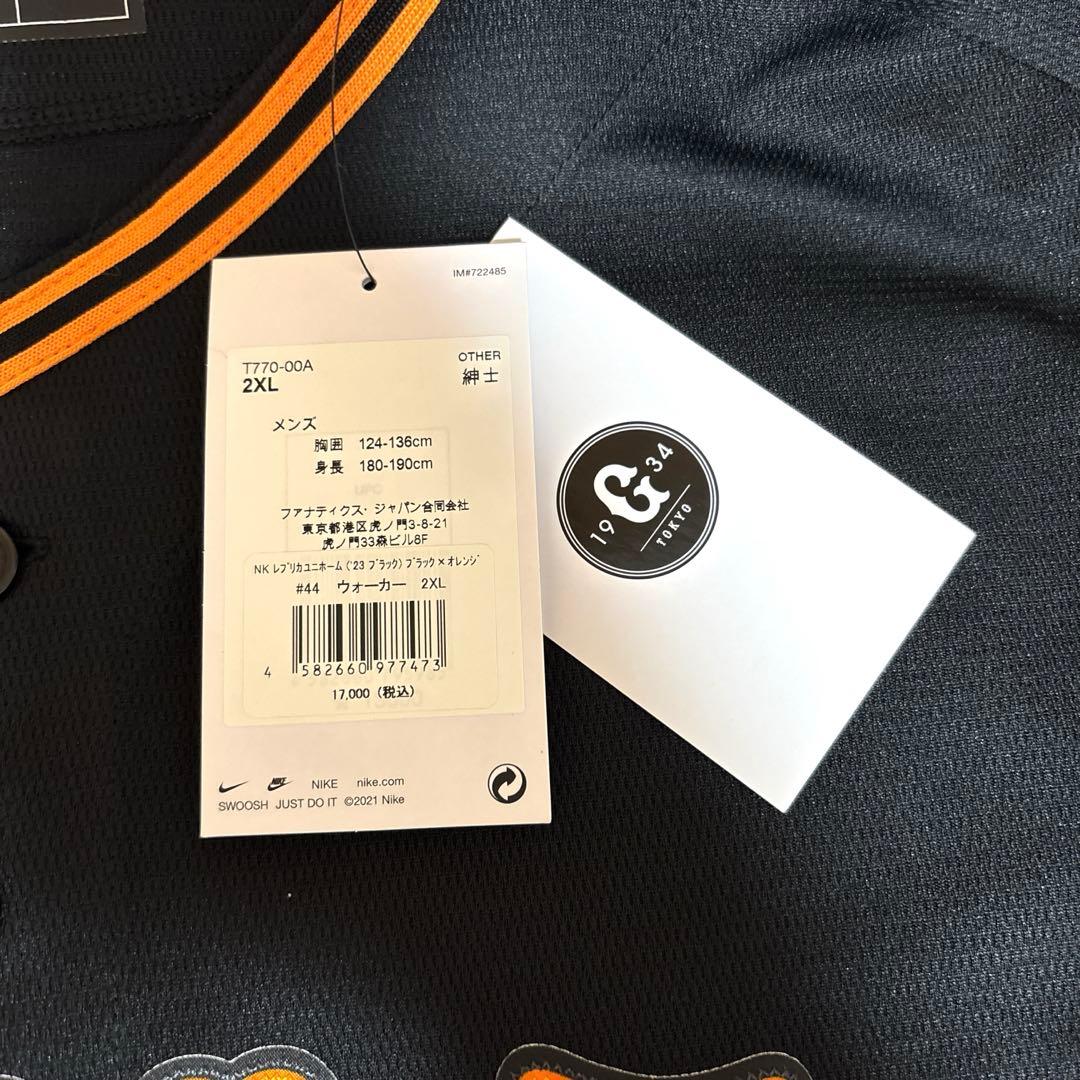 IM#722485
T770-00A
OTHER
2XL
紳士
メンズ
胸囲 124-136cm
身長 180-190cm
ファナティクス・ジャパン合同会社
東京都港区虎ノ門3-8-21
虎ノ門33森ビル8F
NK ﾚﾌﾟﾘｶﾕﾆﾎｰﾑ ('23 ﾌﾞﾗｯｸ) ﾌﾞﾗｯｸ×ｵﾚﾝｼﾞ
#44 ウォーカー 2XL
4 582660 977473
17,000 (税込)
NIKE nike.com
SWOOSH JUST DO IT ©2021 Nike
19 G 34
TOKYO